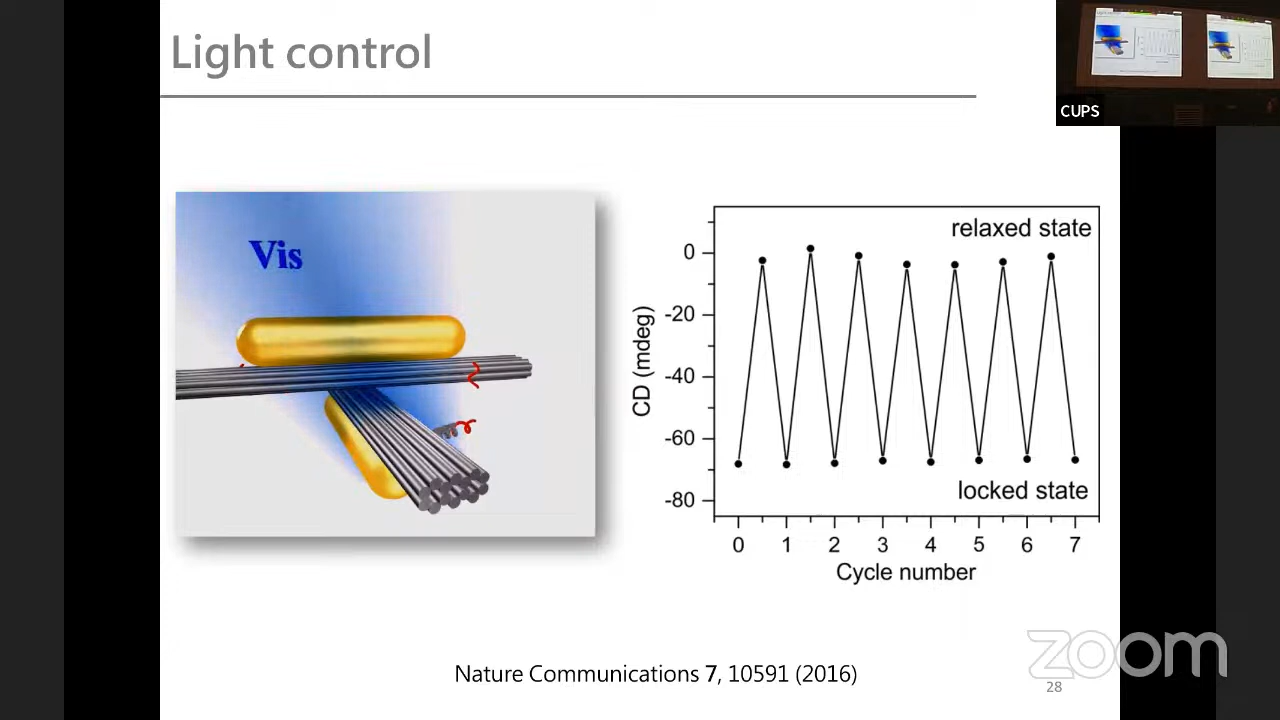 Light control
CUPS
Vis
relaxed state
locked state
CD (mdeg)
0
-20
-40
-60
-80
0 1 2 3 4 5 6 7
Cycle number
Nature Communications 7, 10591 (2016)
zoom
28